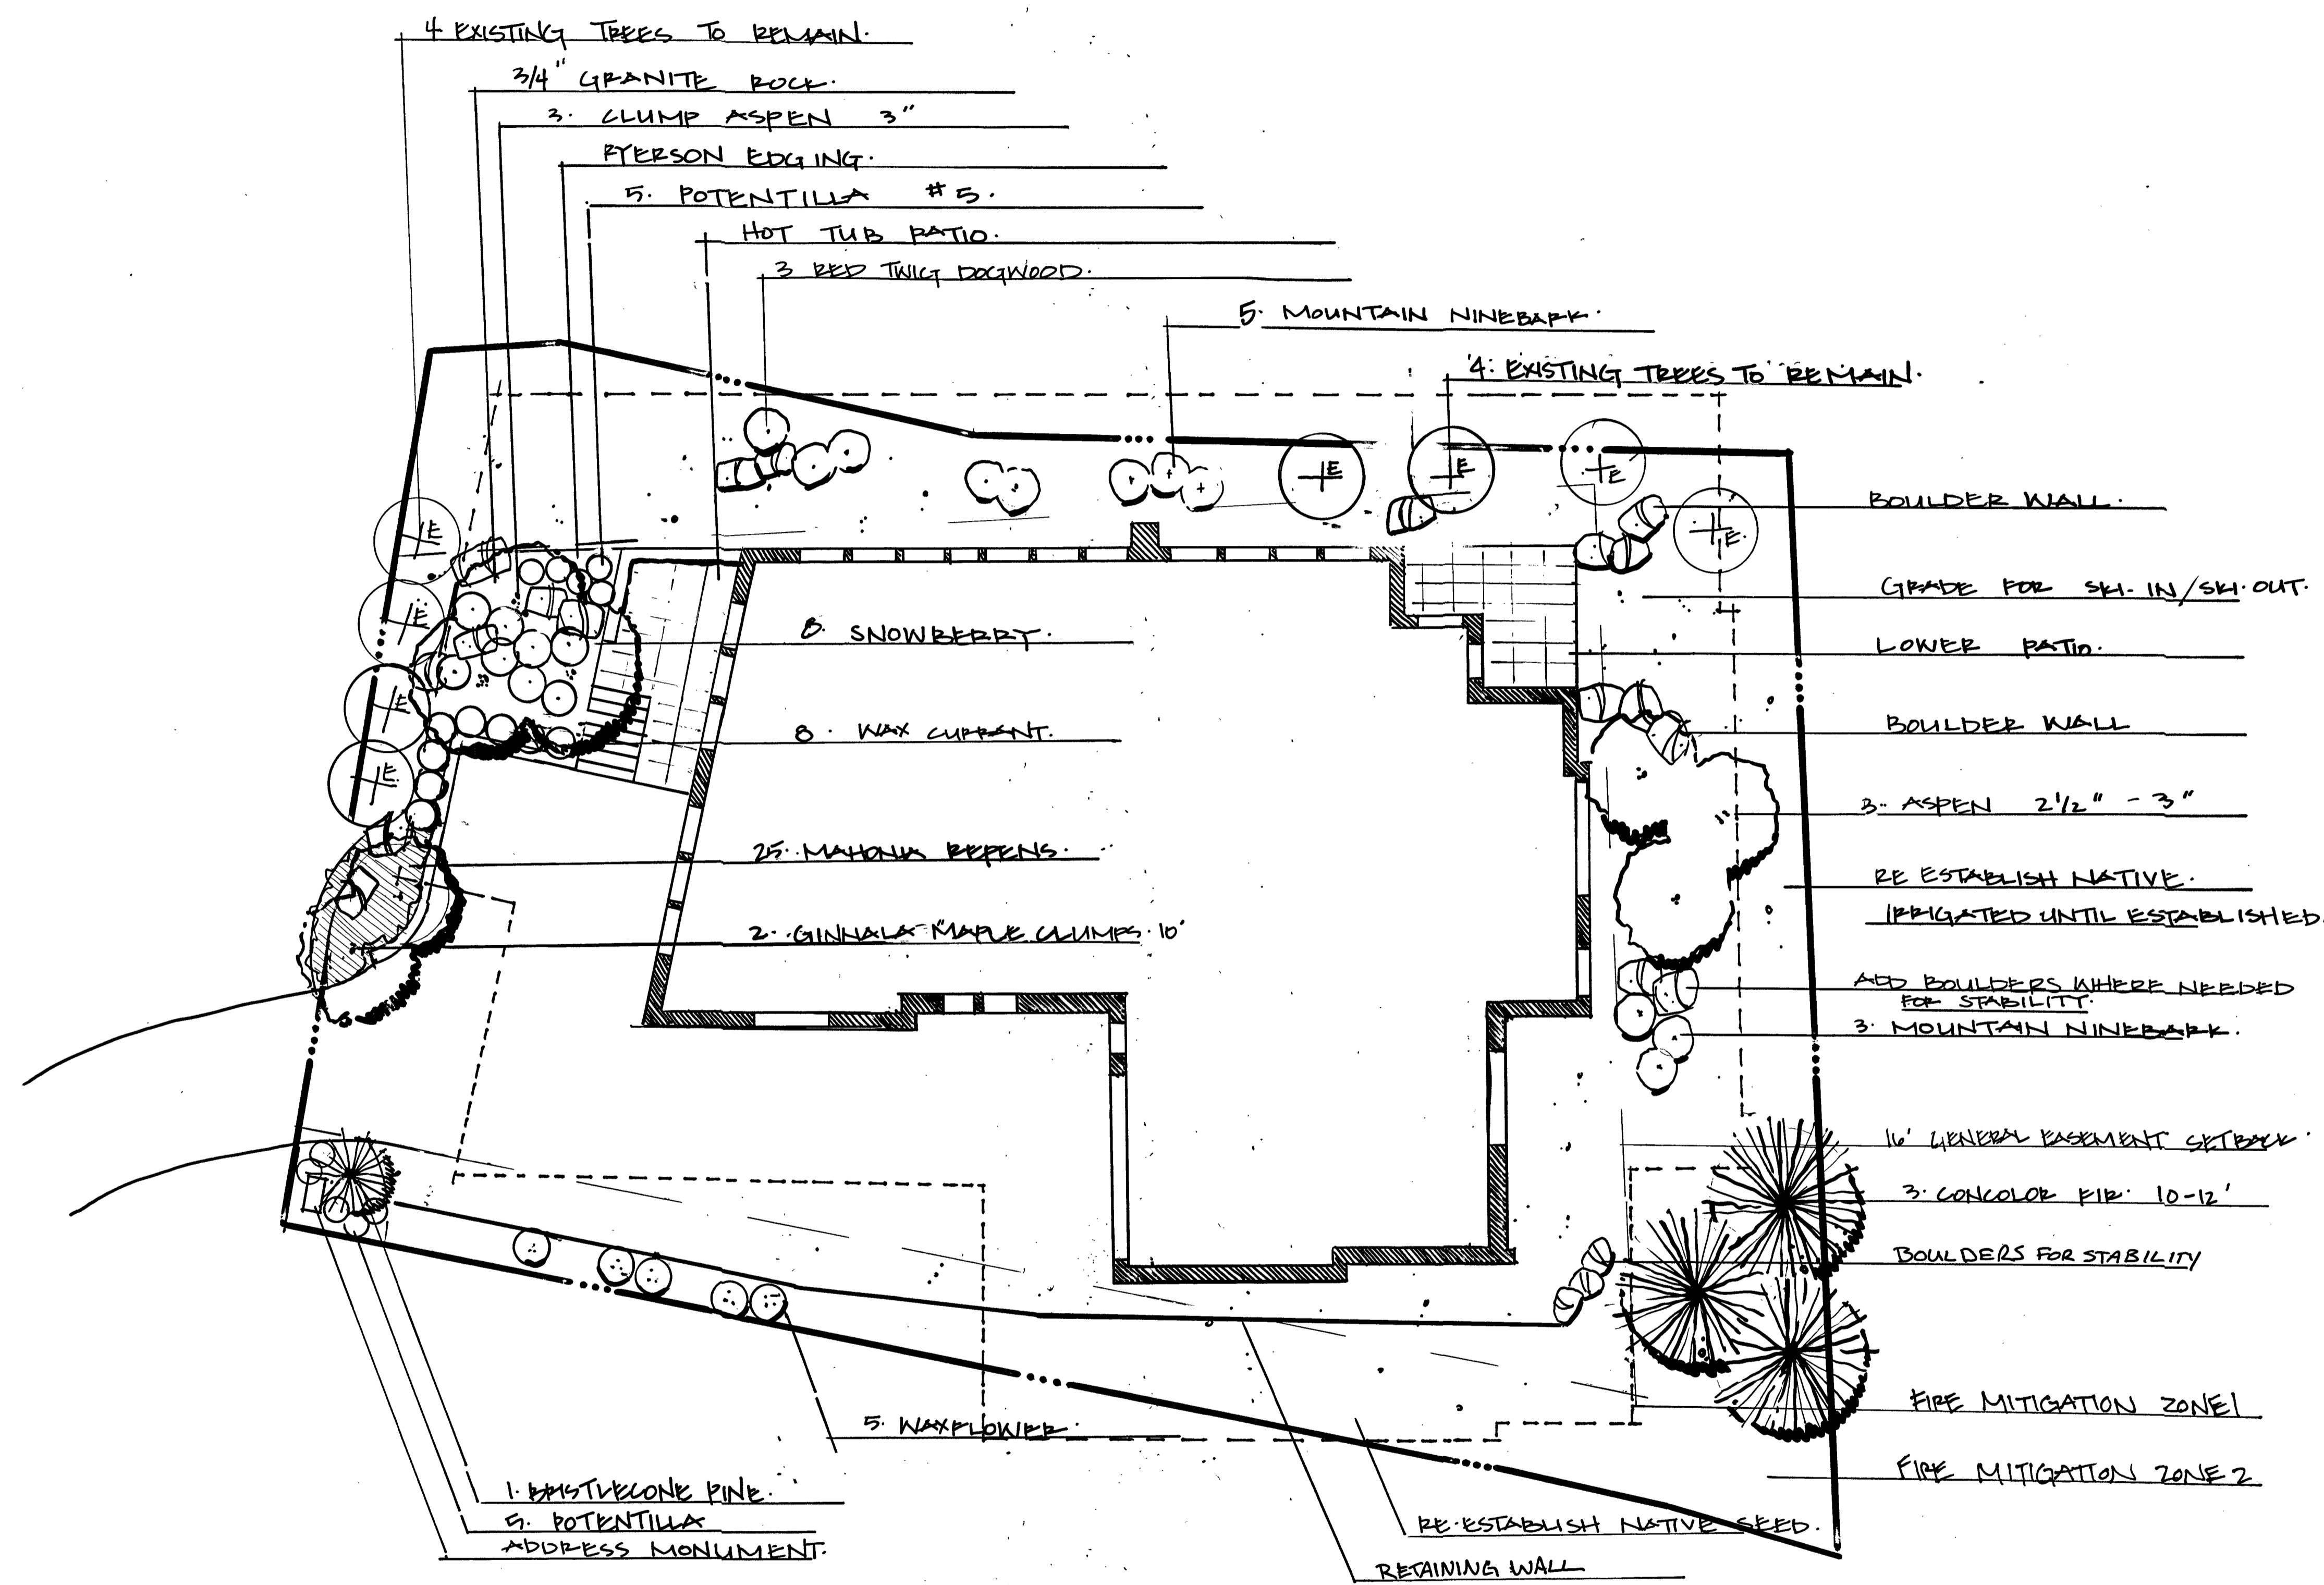 4 EXISTING TREES TO REMAIN.
3/4" GRANITE ROCK.
3. CLUMP ASPEN 3"
RYERSON EDGING.
5. POTENTILLA #5.
HOT TUB PATIO.
3 RED TWIG DOGWOOD.
5. MOUNTAIN NINEBARK.
4. EXISTING TREES TO REMAIN.
E
E
E
E.
E
E
E
E.
BOULDER WALL.
GRADE FOR SKI-IN/SKI-OUT.
8. SNOWBERRY.
LOWER PATIO.
8. WAX CURRANT.
BOULDER WALL
3. ASPEN 2 1/2" - 3"
25. MAHONIA REPENS.
RE ESTABLISH NATIVE.
IRRIGATED UNTIL ESTABLISHED.
2. GINNALA MAPLE CLUMPS. 10'
ADD BOULDERS WHERE NEEDED
FOR STABILITY.
3. MOUNTAIN NINEBARK.
16' GENERAL EASEMENT SETBACK.
3. CONCOLOR FIR. 10-12'
BOULDERS FOR STABILITY
FIRE MITIGATION ZONE 1
5. WAXFLOWER.
FIRE MITIGATION ZONE 2
1. BRISTLECONE PINE.
5. POTENTILLA
ADDRESS MONUMENT.
RE-ESTABLISH NATIVE SEED.
RETAINING WALL